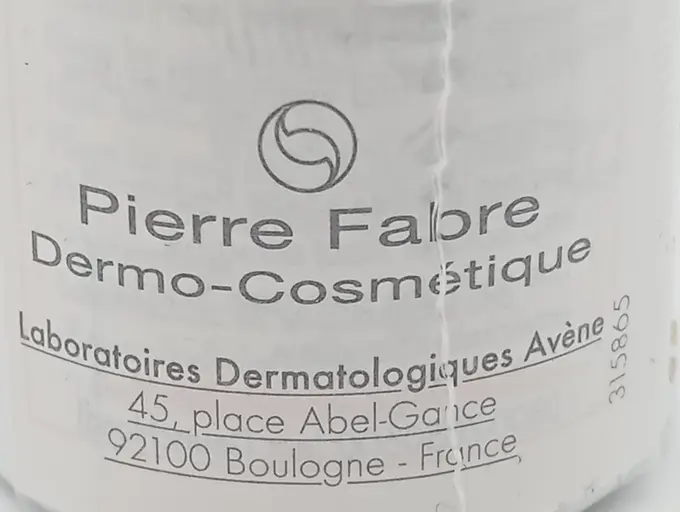 Pierre Fabre
Dermo-Cosmétique
Laboratoires Dermatologiques Avène
45, place Abel-Gance
92100 Boulogne - France
315865